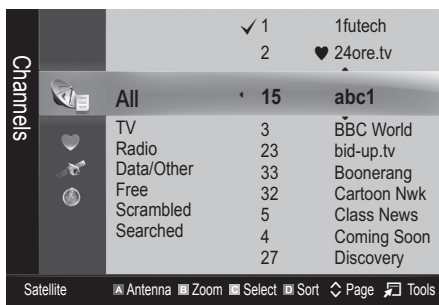 Channels
✓ 1 1futech
2 ♥ 24ore.tv
All 15 abc1
TV 3 BBC World
Radio 23 bid-up.tv
Data/Other 33 Boonerang
Free 32 Cartoon Nwk
Scrambled 5 Class News
Searched 4 Coming Soon
27 Discovery
Satellite A Antenna B Zoom C Select D Sort Page Tools